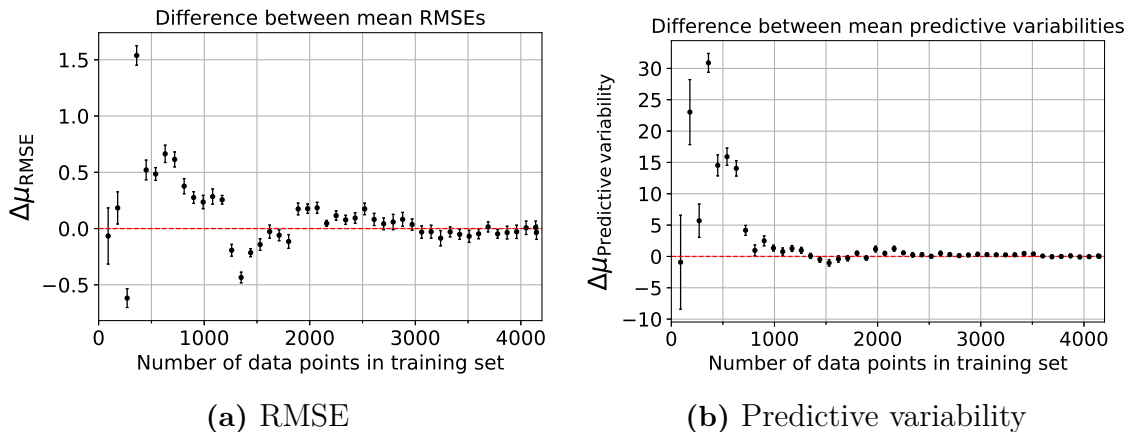 Difference between mean RMSEs
1.5
1.0
0.5
0.0
−0.5
ΔμRMSE
0 1000 2000 3000 4000
Number of data points in training set
(a) RMSE
Difference between mean predictive variabilities
30
25
20
15
10
5
0
−5
−10
ΔμPredictive variability
0 1000 2000 3000 4000
Number of data points in training set
(b) Predictive variability